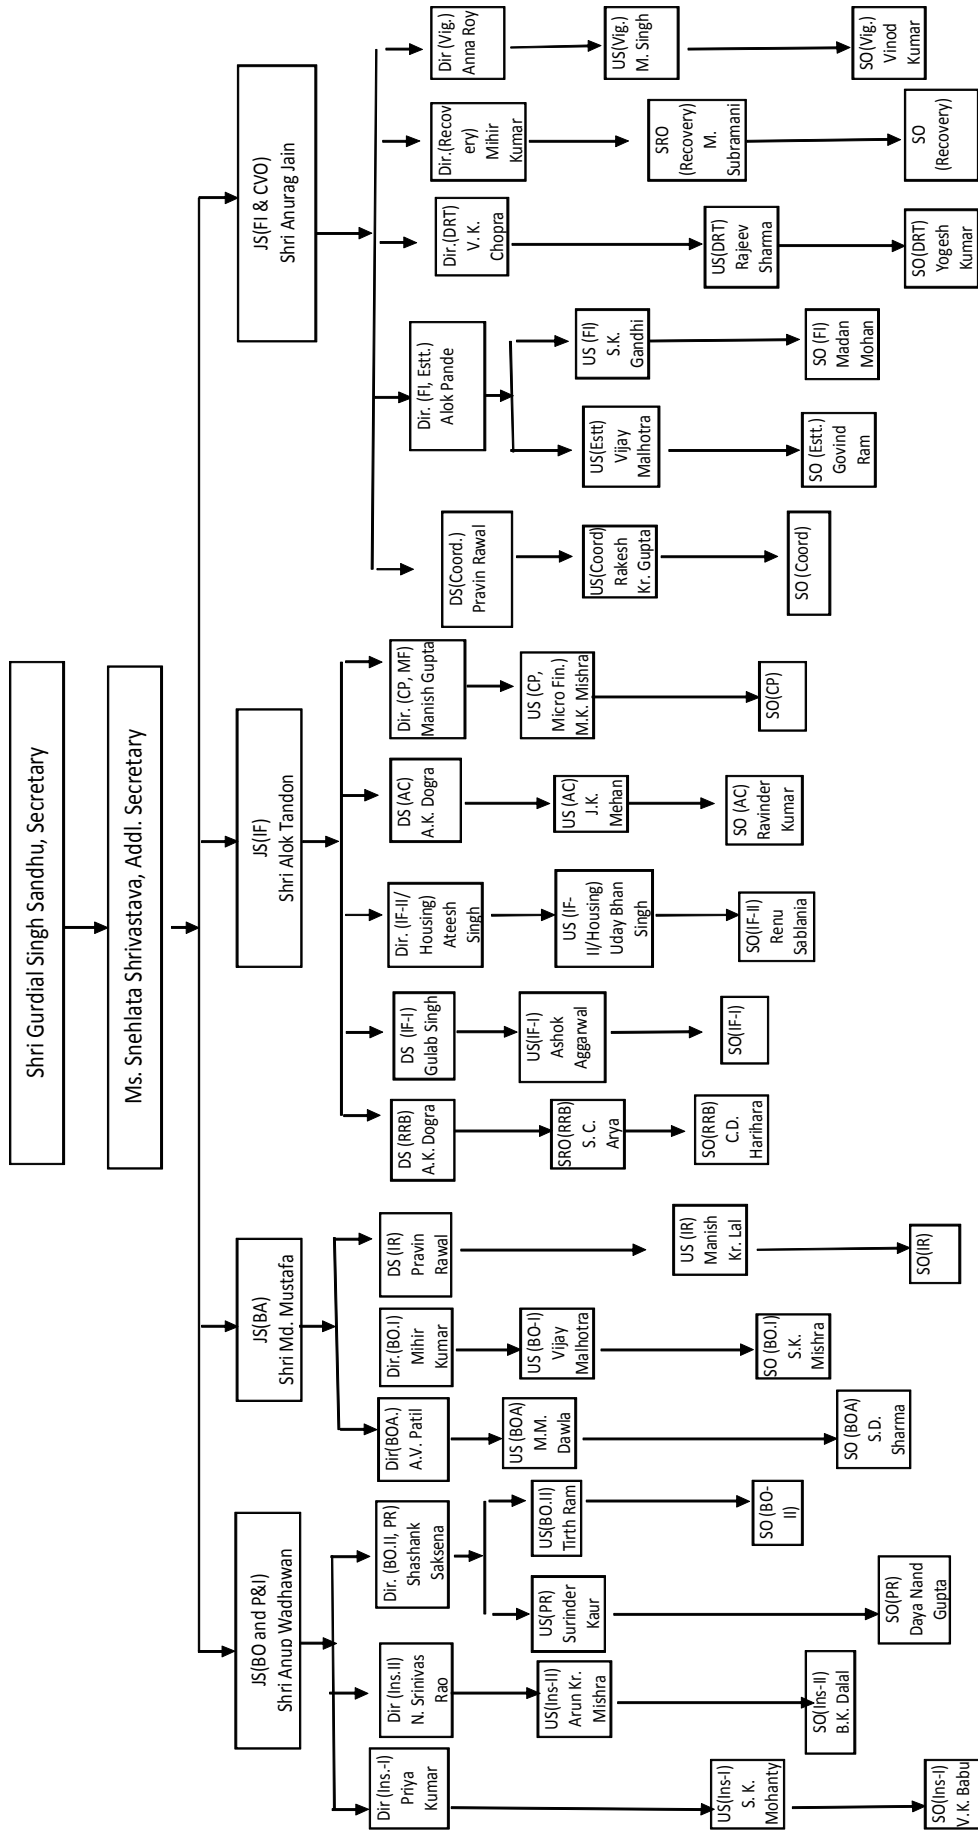 Shri Gurdial Singh Sandhu, Secretary
Ms. Snehlata Shrivastava, Addl. Secretary
JS(BO and P&I)
Shri Anup Wadhawan
JS(BA)
Shri Md. Mustafa
JS(IF)
Shri Alok Tandon
JS(FI & CVO)
Shri Anurag Jain
Dir (Ins.-I)
Priya
Kumar
Dir (Ins.II)
N. Srinivas
Rao
Dir. (BO.II, PR)
Shashank
Saksena
Dir(BOA.)
A.V. Patil
Dir.(BO.I)
Mihir
Kumar
DS (IR)
Pravin
Rawal
DS (RRB)
A.K. Dogra
DS (IF-I)
Gulab Singh
Dir. (IF-II/
Housing)
Ateesh
Singh
DS (AC)
A.K. Dogra
Dir. (CP, MF)
Manish Gupta
DS(Coord.)
Pravin Rawal
Dir. (FI, Estt.)
Alok Pande
Dir.(DRT)
V. K.
Chopra
Dir.(Recov
ery)
Mihir
Kumar
Dir (Vig.)
Anna Roy
US(Ins-I)
S. K.
Mohanty
US(Ins-II)
Arun Kr.
Mishra
US(PR)
Surinder
Kaur
US(BO.II)
Tirth Ram
US (BOA)
M.M.
Dawla
US (BO-I)
Vijay
Malhotra
US (IR)
Manish
Kr. Lal
SRO(RRB)
S. C.
Arya
US(IF-I)
Ashok
Aggarwal
US (IF-
II/Housing)
Uday Bhan
Singh
US (AC)
J.K.
Mehan
US (CP,
Micro Fin.)
M.K. Mishra
US(Coord)
Rakesh
Kr. Gupta
US(Estt)
Vijay
Malhotra
US (FI)
S.K.
Gandhi
US(DRT)
Rajeev
Sharma
SRO
(Recovery)
M.
Subramani
US(Vig.)
M. Singh
SO(Ins-I)
V.K. Babu
SO(Ins-II)
B.K. Dalal
SO(PR)
Daya Nand
Gupta
SO (BO-
II)
SO (BOA)
S.D.
Sharma
SO (BO.I)
S.K.
Mishra
SO(IR)
SO(RRB)
C.D.
Harihara
SO(IF-I)
SO(IF-II)
Renu
Sablania
SO (AC)
Ravinder
Kumar
SO(CP)
SO (Coord)
SO (Estt.)
Govind
Ram
SO (FI)
Madan
Mohan
SO(DRT)
Yogesh
Kumar
SO
(Recovery)
SO(Vig.)
Vinod
Kumar